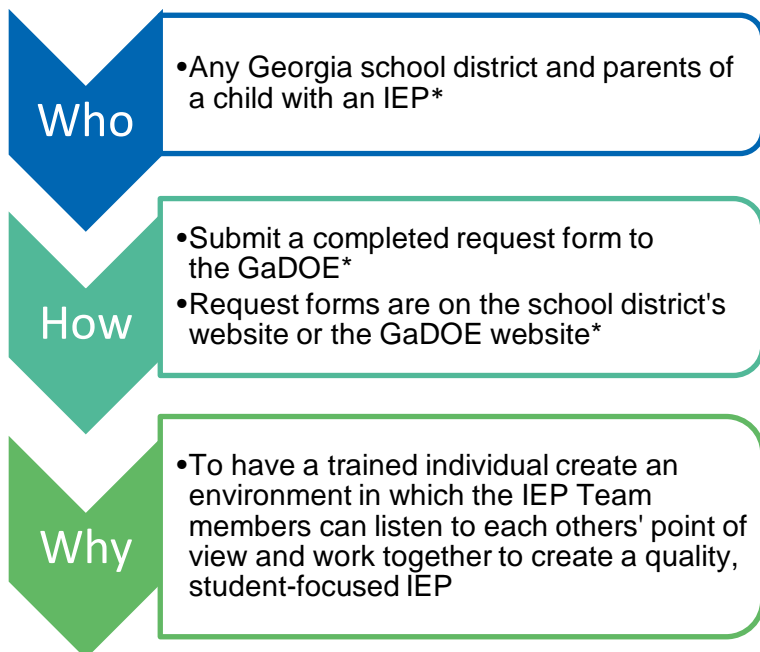 Who
•Any Georgia school district and parents of
a child with an IEP*
How
•Submit a completed request form to
the GaDOE*
•Request forms are on the school district's
website or the GaDOE website*
Why
•To have a trained individual create an
environment in which the IEP Team
members can listen to each others' point of
view and work together to create a quality,
student-focused IEP